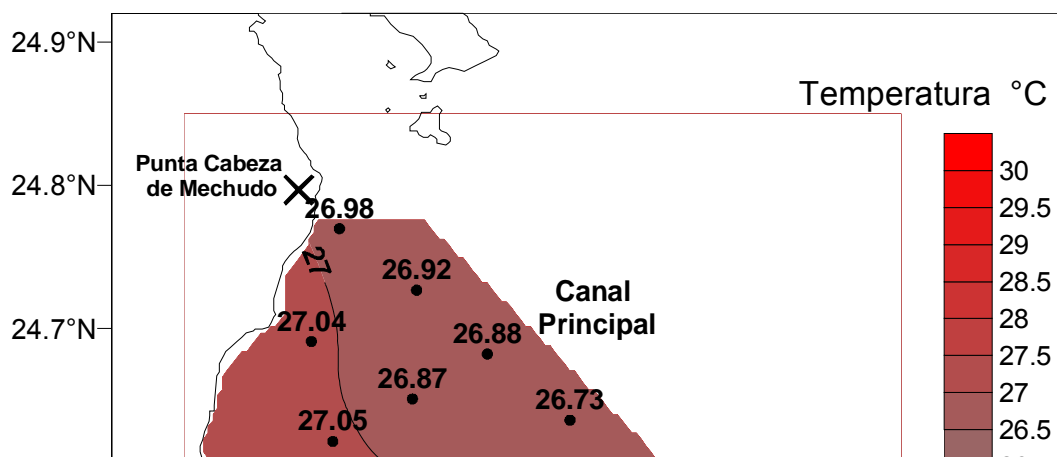 24.9°N
Temperatura °C
Punta Cabeza
de Mechudo
24.8°N
30
26.98
29.5
27
29
26.92
28.5
Canal
Principal
24.7°N
27.04
28
26.88
27.5
26.87
27
26.73
27.05
26.5